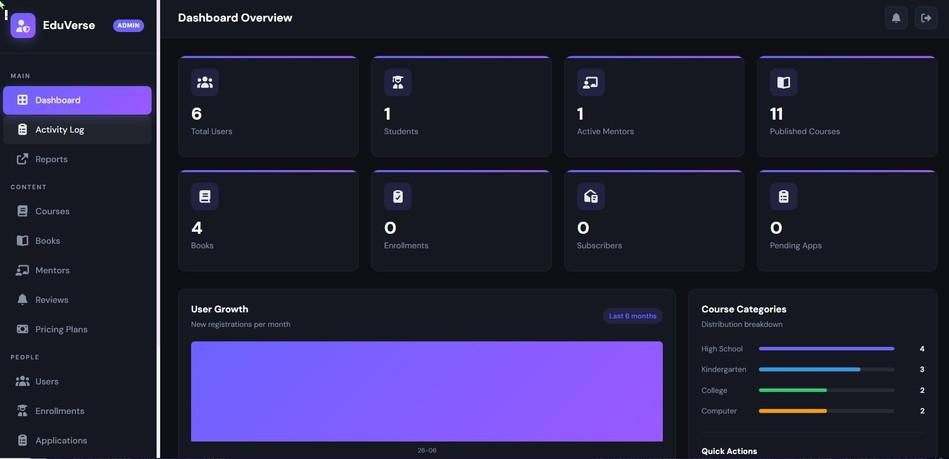 EduVerse ADMIN
Dashboard Overview
MAIN
Dashboard
Activity Log
Reports
CONTENT
Courses
Books
Mentors
Reviews
Pricing Plans
PEOPLE
Users
Enrollments
Applications
6
Total Users
1
Students
1
Active Mentors
11
Published Courses
4
Books
0
Enrollments
0
Subscribers
0
Pending Apps
User Growth
New registrations per month
Last 6 months
26-06
Course Categories
Distribution breakdown
High School 4
Kindergarten 3
College 2
Computer 2
Quick Actions